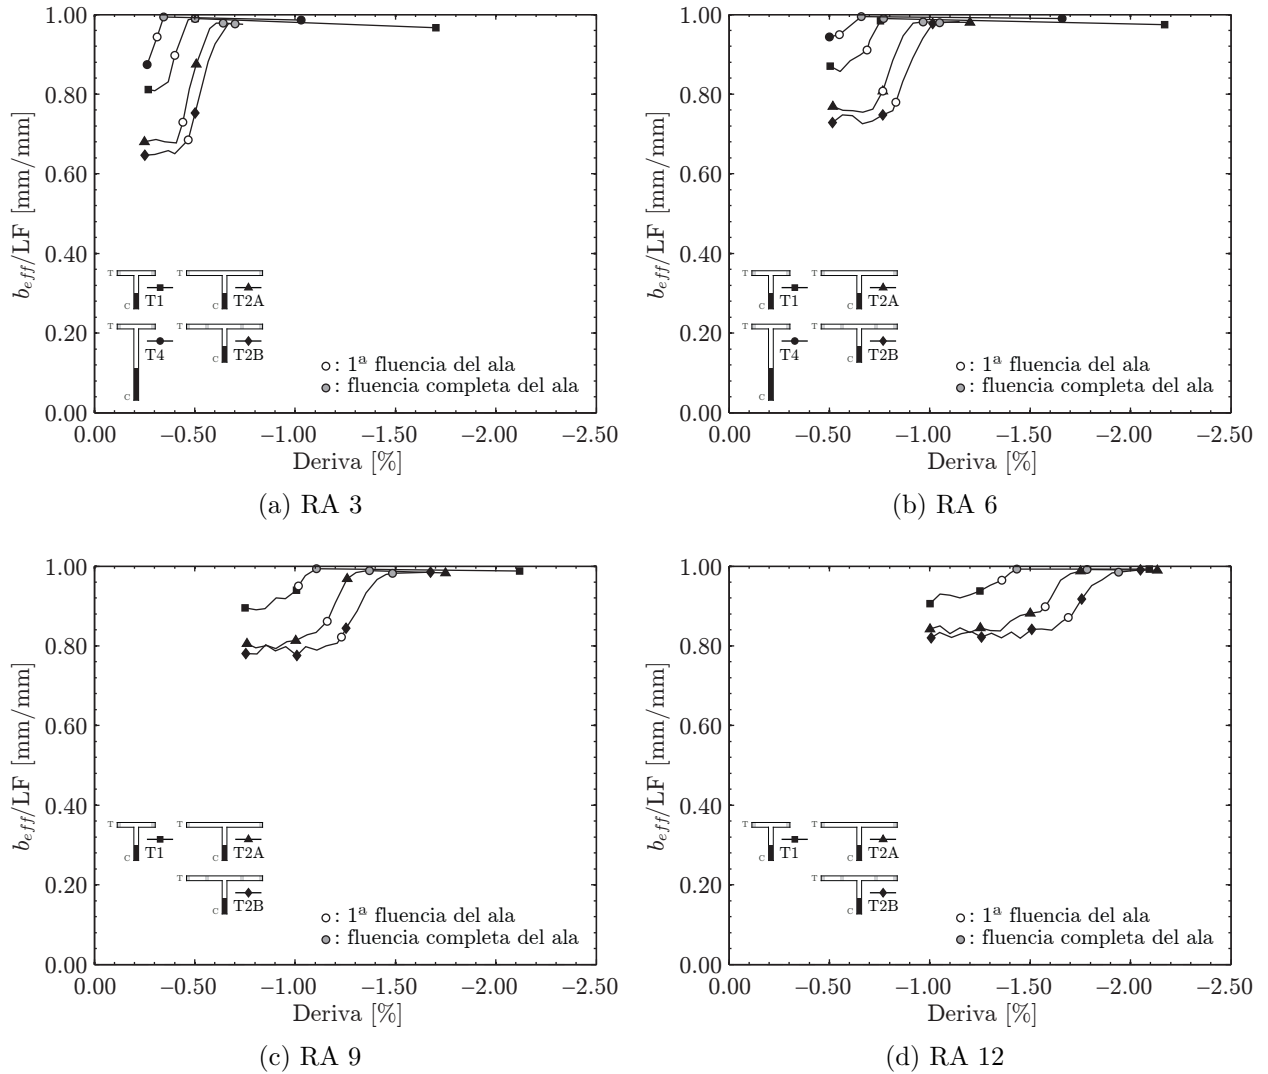 1.00
0.80
0.60
0.40
0.20
0.00
b_eff/LF [mm/mm]
T T1 C
T T2A
T T4 C
T T2B C
: 1ª fluencia del ala
: fluencia completa del ala
0.00 −0.50 −1.00 −1.50 −2.00 −2.50
Deriva [%]
(a) RA 3
1.00
0.80
0.60
0.40
0.20
0.00
b_eff/LF [mm/mm]
T T1 C
T T2A
T T4 C
T T2B C
: 1ª fluencia del ala
: fluencia completa del ala
0.00 −0.50 −1.00 −1.50 −2.00 −2.50
Deriva [%]
(b) RA 6
1.00
0.80
0.60
0.40
0.20
0.00
b_eff/LF [mm/mm]
T T1 C
T T2A C
T T2B C
: 1ª fluencia del ala
: fluencia completa del ala
0.00 −0.50 −1.00 −1.50 −2.00 −2.50
Deriva [%]
(c) RA 9
1.00
0.80
0.60
0.40
0.20
0.00
b_eff/LF [mm/mm]
T T1 C
T T2A C
T T2B C
: 1ª fluencia del ala
: fluencia completa del ala
0.00 −0.50 −1.00 −1.50 −2.00 −2.50
Deriva [%]
(d) RA 12